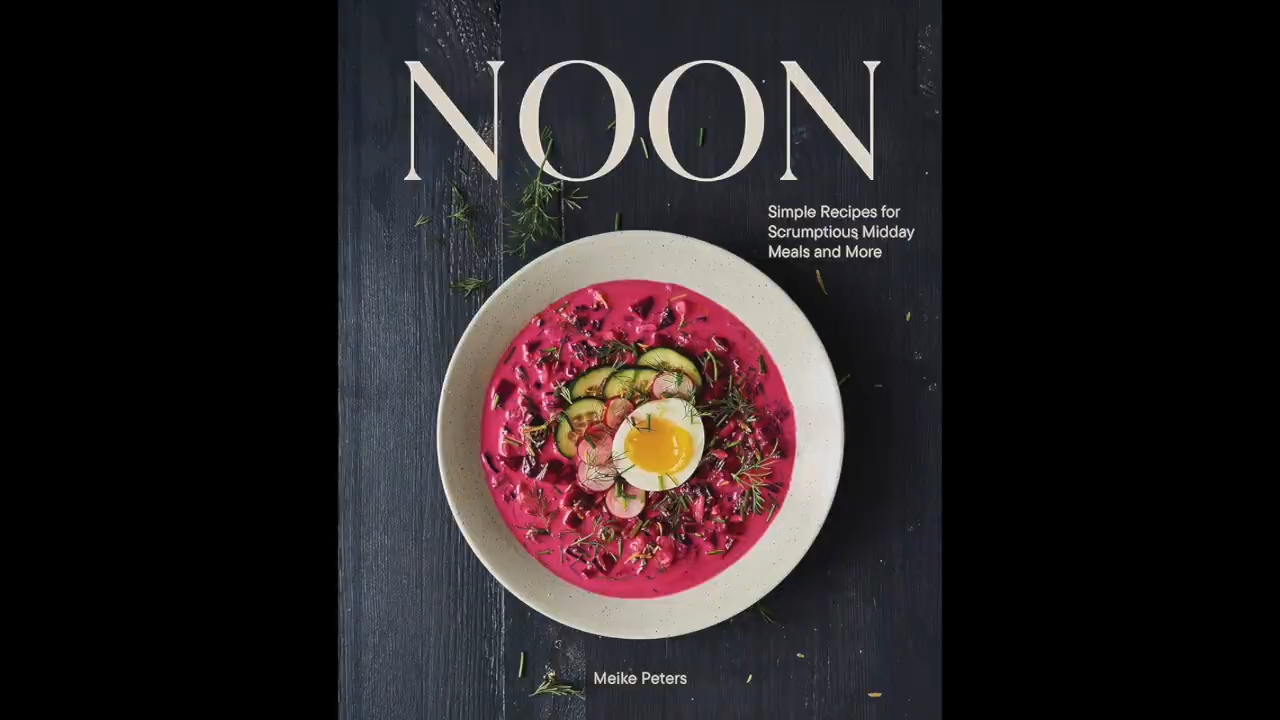 NOON
Simple Recipes for
Scrumptious Midday
Meals and More
Meike Peters